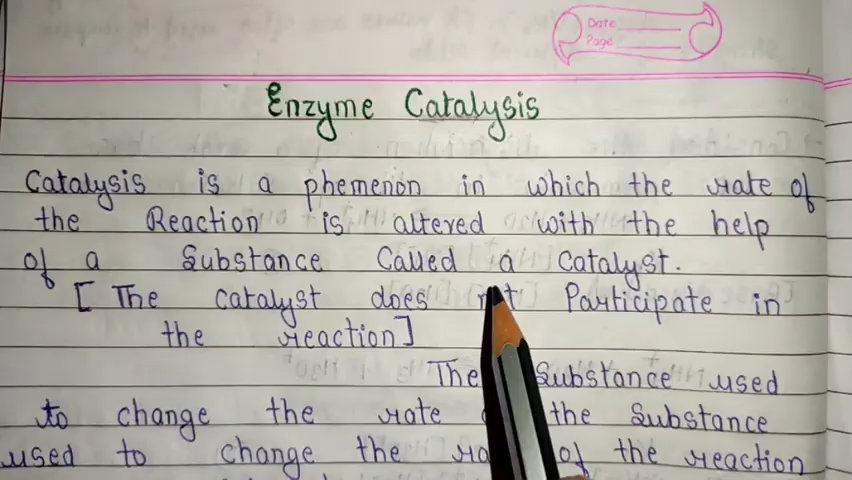 Date
Page
Enzyme Catalysis
Catalysis is a phemenon in which the rate of
the Reaction is altered with the help
of a Substance Called a Catalyst.
[ The catalyst does Participate in
the reaction]
The Substance used
to change the rate the Substance
used to change the of the reaction